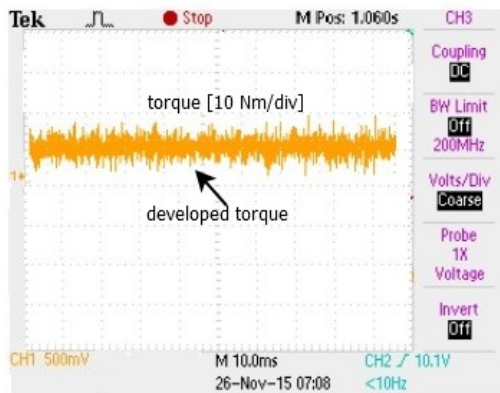 Tek Stop M Pos: 1.060s CH3
Coupling
DC
torque [10 Nm/div]
BW Limit
Off
200MHz
1
Volts/Div
Coarse
developed torque
Probe
1X
Voltage
Invert
Off
CH1 500mV M 10.0ms CH2 10.1V
26-Nov-15 07:08 <10Hz